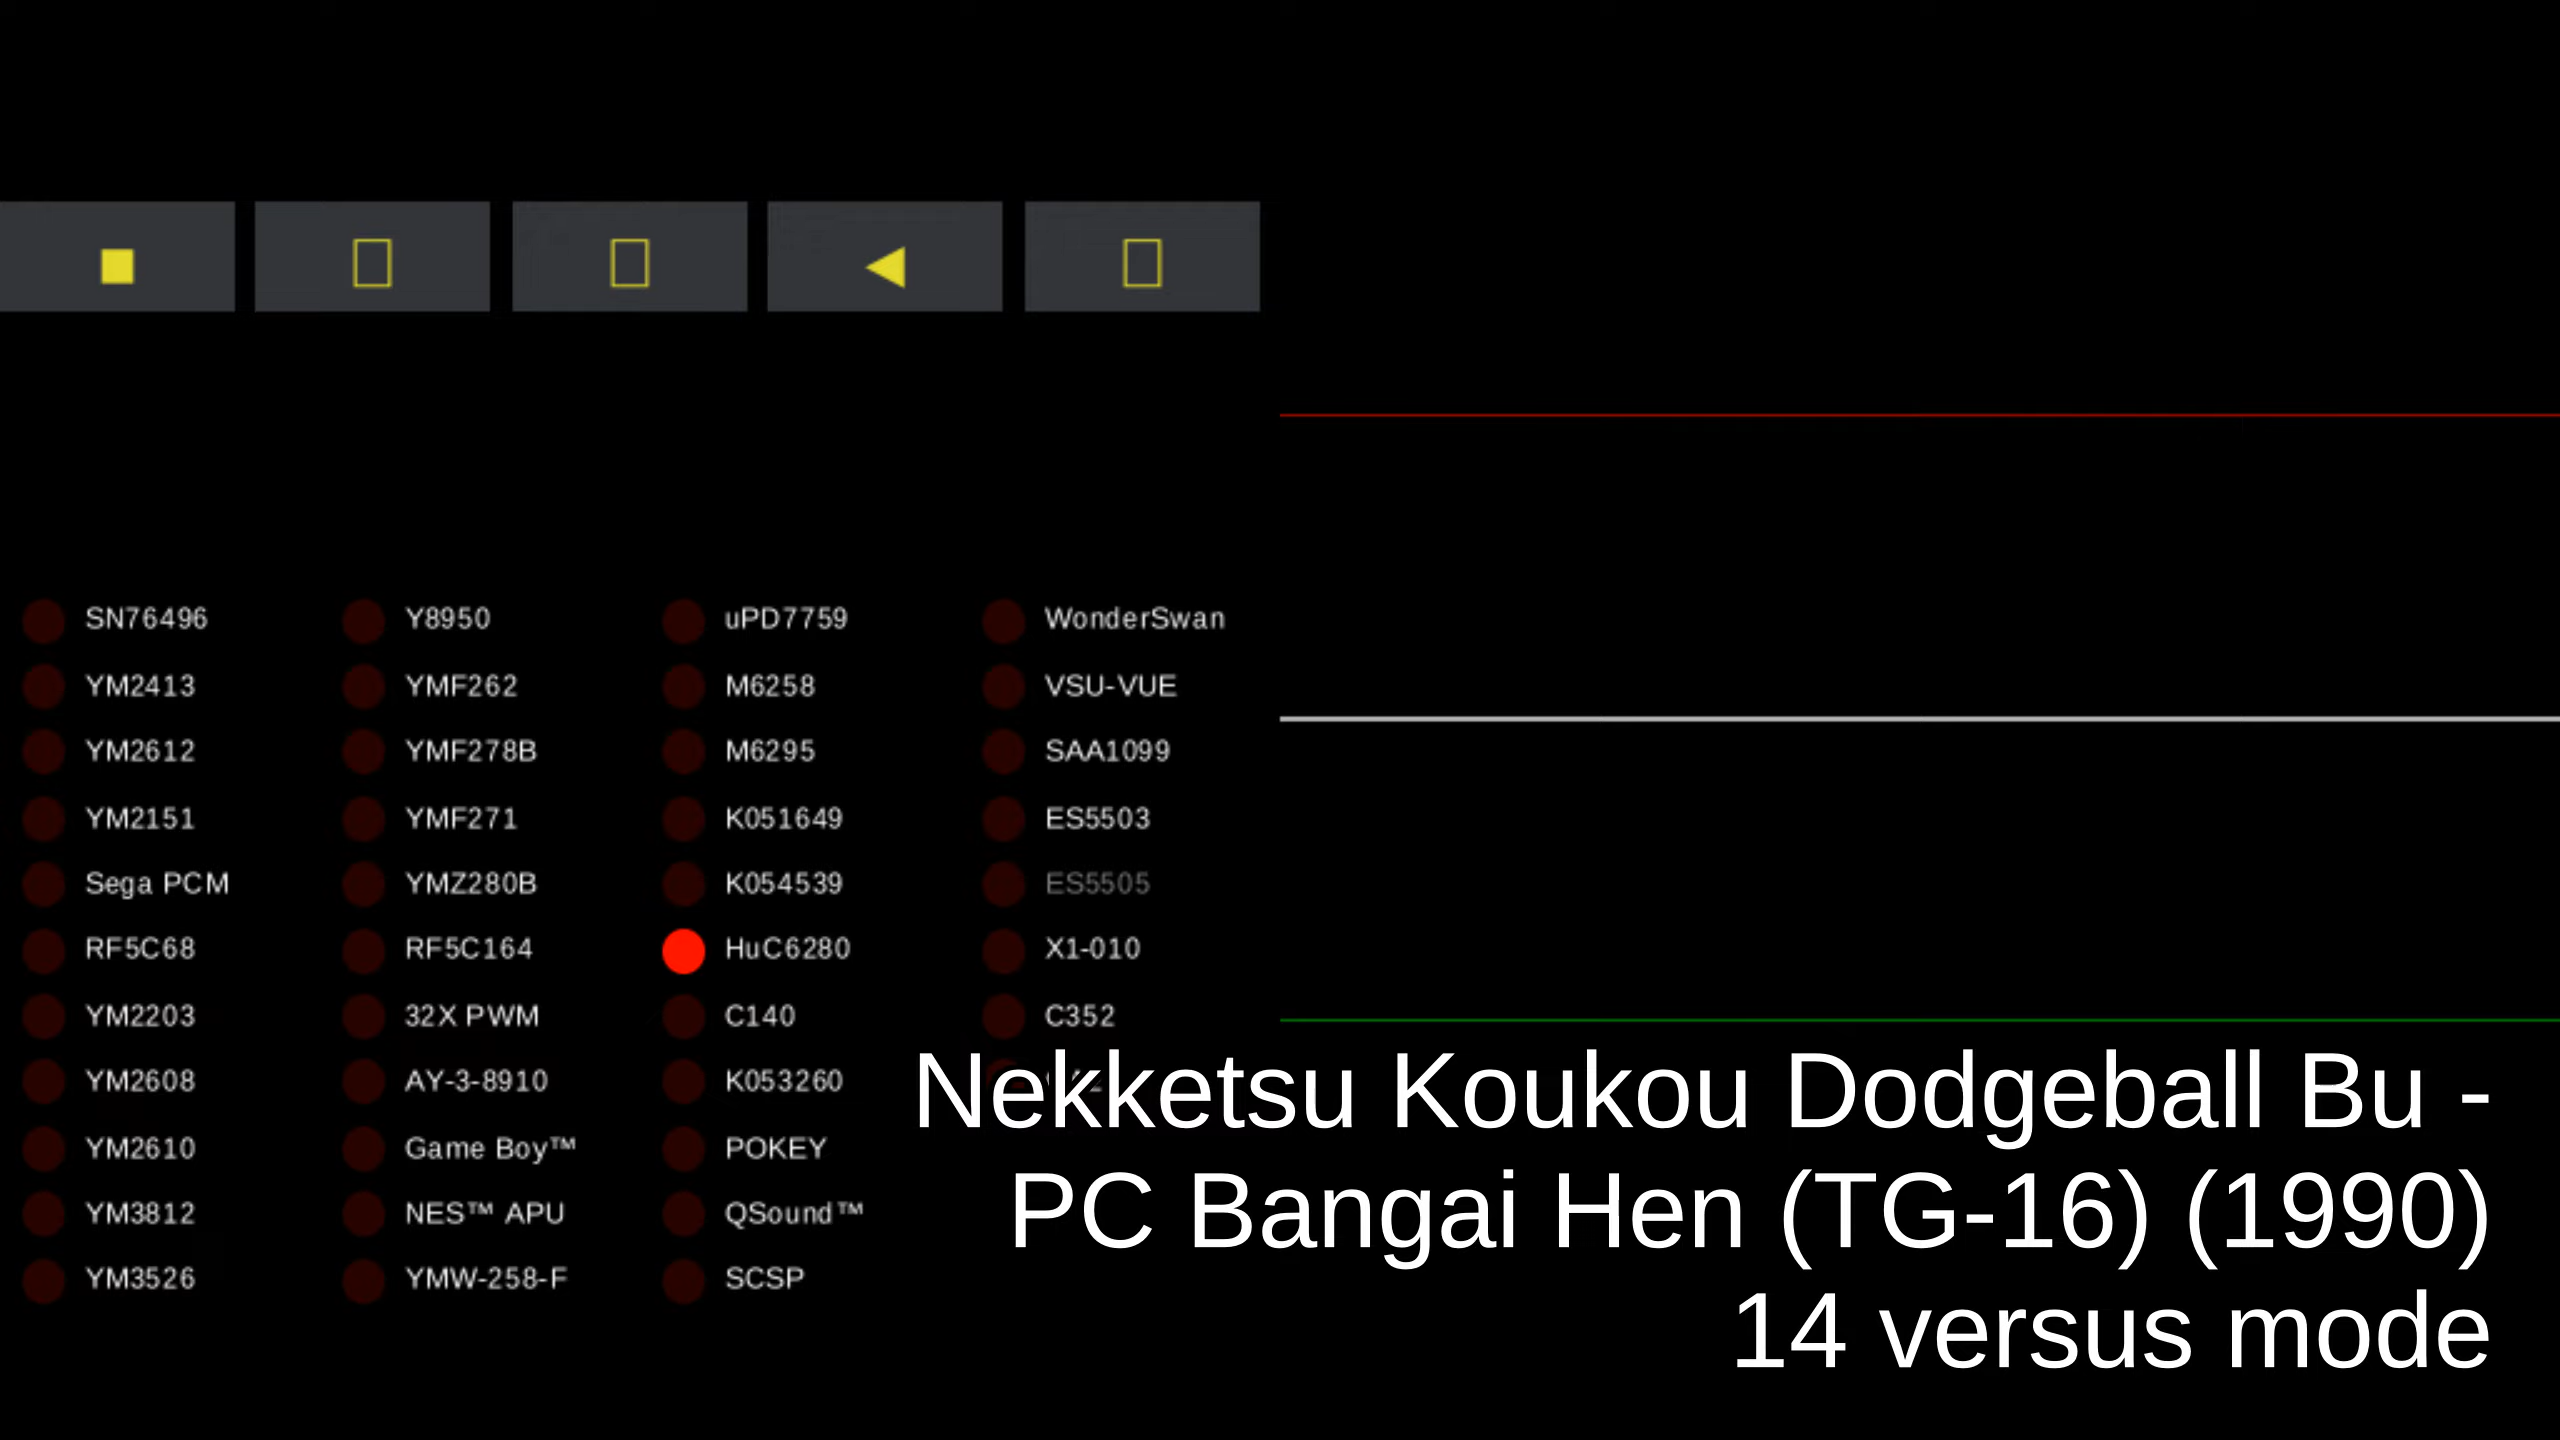 SN76496 Y8950 uPD7759 WonderSwan
YM2413 YMF262 M6258 VSU-VUE
YM2612 YMF278B M6295 SAA1099
YM2151 YMF271 K051649 ES5503
Sega PCM YMZ280B K054539 ES5505
RF5C68 RF5C164 HuC6280 X1-010
YM2203 32X PWM C140 C352
YM2608 AY-3-8910 K053260
YM2610 Game Boy™ POKEY
YM3812 NES™ APU QSound™
YM3526 YMW-258-F SCSP
Nekketsu Koukou Dodgeball Bu -
PC Bangai Hen (TG-16) (1990)
14 versus mode